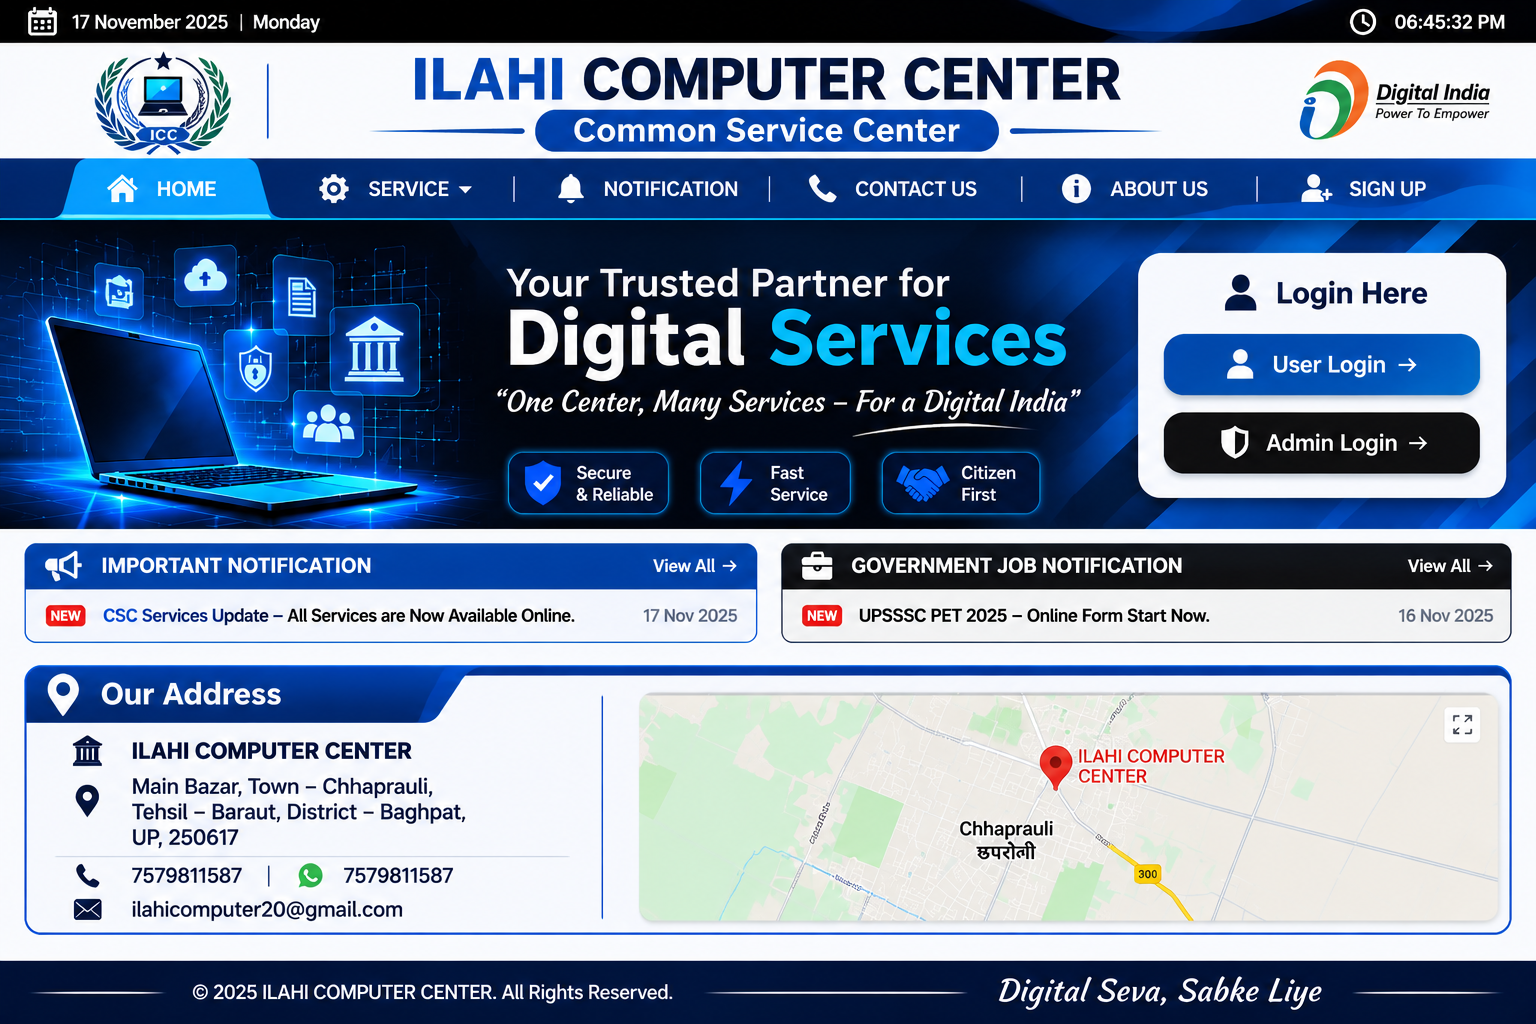 17 November 2025 | Monday
06:45:32 PM
ICC
ILAHI COMPUTER CENTER
Common Service Center
Digital India
Power To Empower
HOME
SERVICE
NOTIFICATION
CONTACT US
ABOUT US
SIGN UP
Your Trusted Partner for
Digital Services
“One Center, Many Services – For a Digital India”
Secure
& Reliable
Fast
Service
Citizen
First
Login Here
User Login →
Admin Login →
IMPORTANT NOTIFICATION
View All →
NEW CSC Services Update – All Services are Now Available Online. 17 Nov 2025
GOVERNMENT JOB NOTIFICATION
View All →
NEW UPSSSC PET 2025 – Online Form Start Now. 16 Nov 2025
Our Address
ILAHI COMPUTER CENTER
Main Bazar, Town – Chhaprauli,
Tehsil – Baraut, District – Baghpat,
UP, 250617
7579811587 | 7579811587
ilahicomputer20@gmail.com
ILAHI COMPUTER
CENTER
Chhaprauli
छपरोली
300
© 2025 ILAHI COMPUTER CENTER. All Rights Reserved.
Digital Seva, Sabke Liye